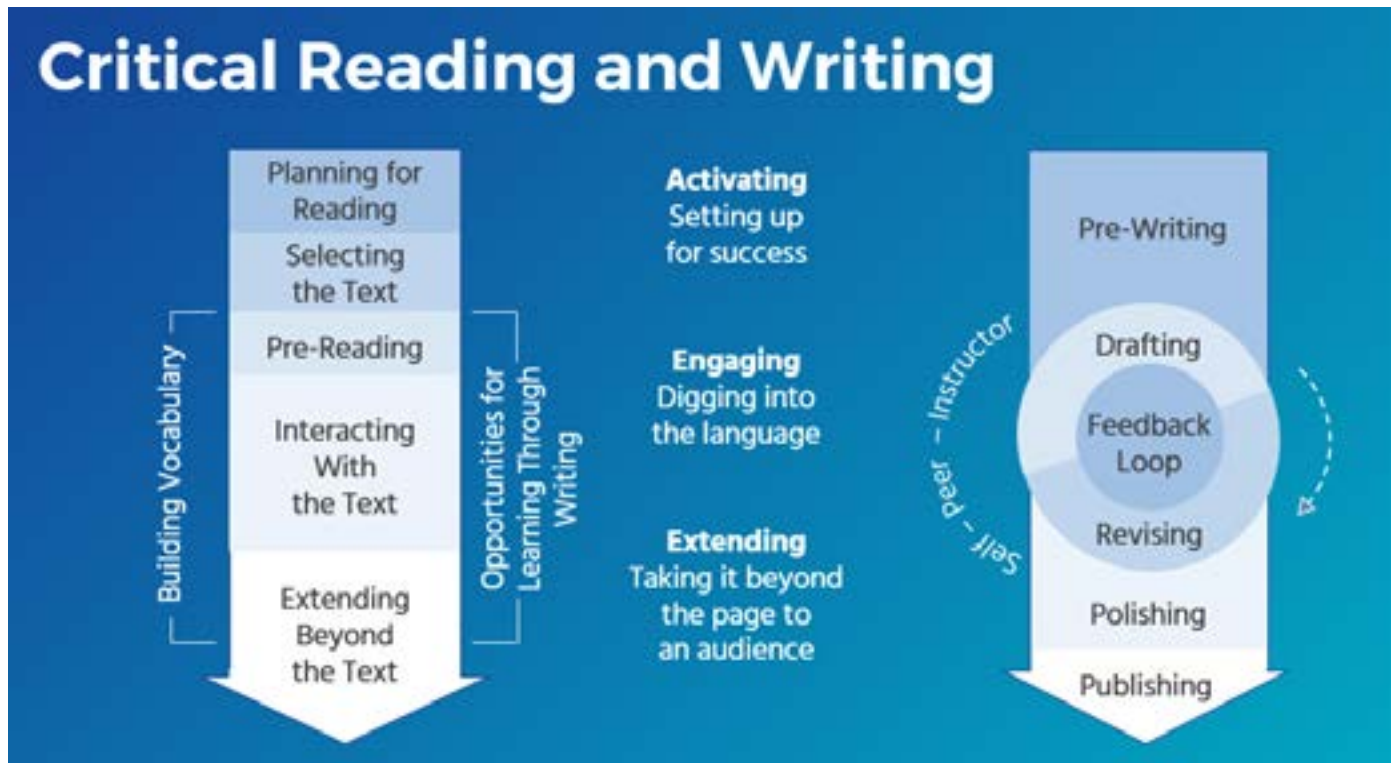 Critical Reading and Writing
Planning for
Reading
Selecting
the Text
Pre-Reading
Interacting
With
the Text
Extending
Beyond
the Text
Building Vocabulary
Opportunities for
Learning Through
Writing
Activating
Setting up
for success
Engaging
Digging into
the language
Extending
Taking it beyond
the page to
an audience
Pre-Writing
Drafting
Feedback
Loop
Revising
Polishing
Publishing
Self – Peer – Instructor